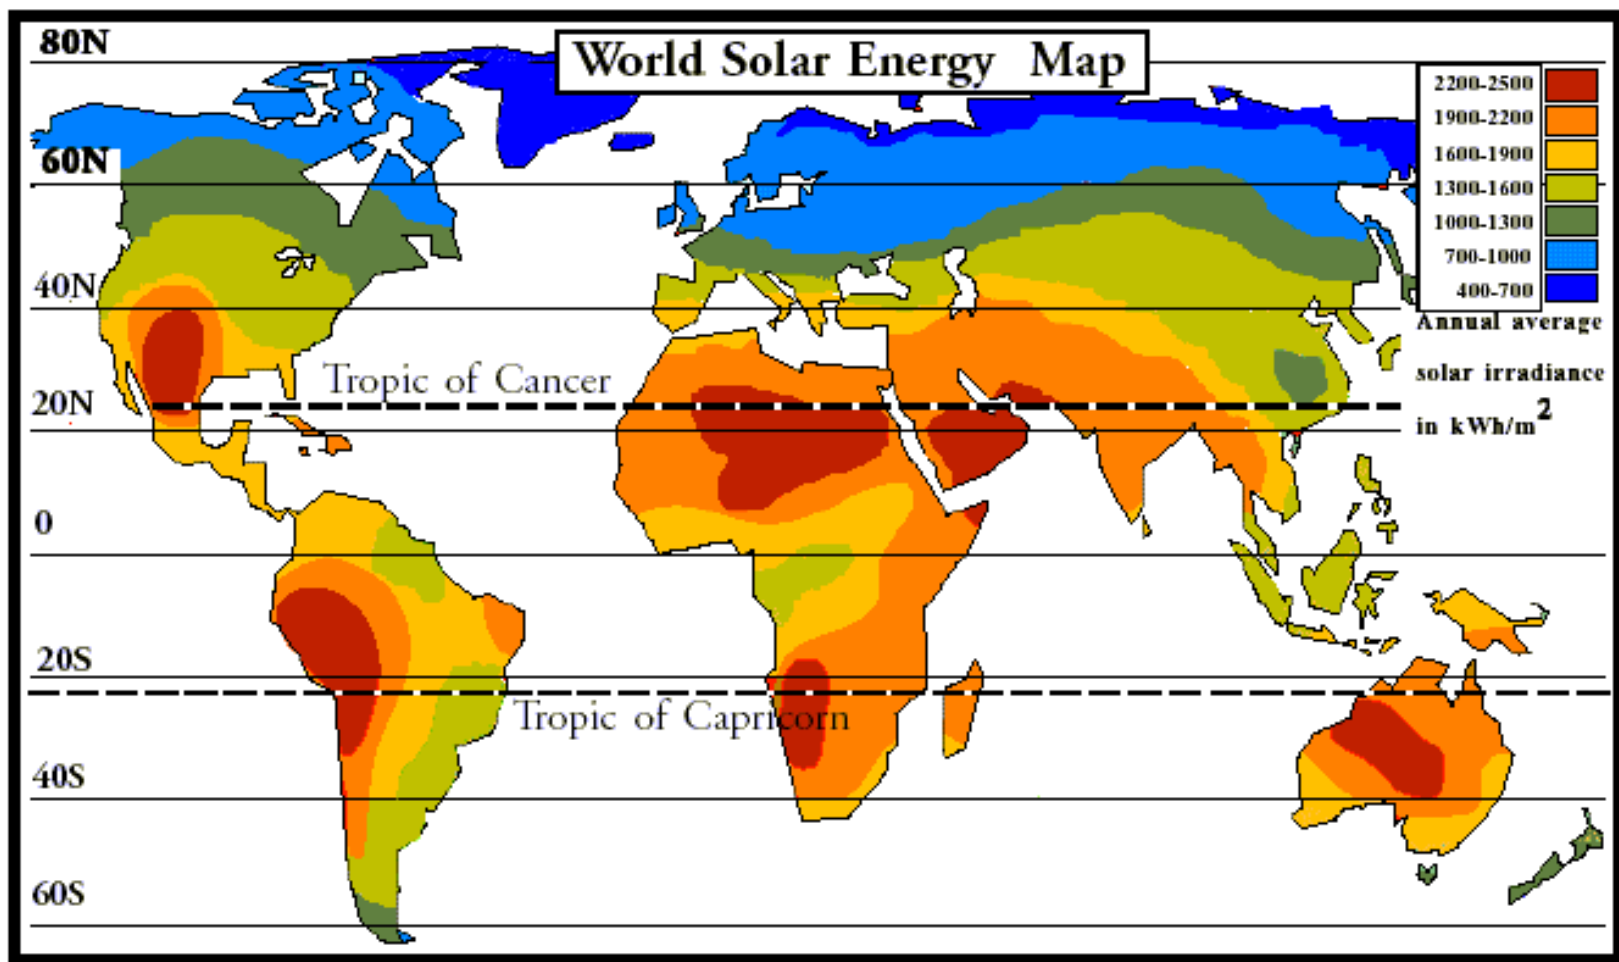 World Solar Energy Map
80N
60N
40N
20N
0
20S
40S
60S
Tropic of Cancer
Tropic of Capricorn
2200-2500
1900-2200
1600-1900
1300-1600
1000-1300
700-1000
400-700
Annual average
solar irradiance
in kWh/m²